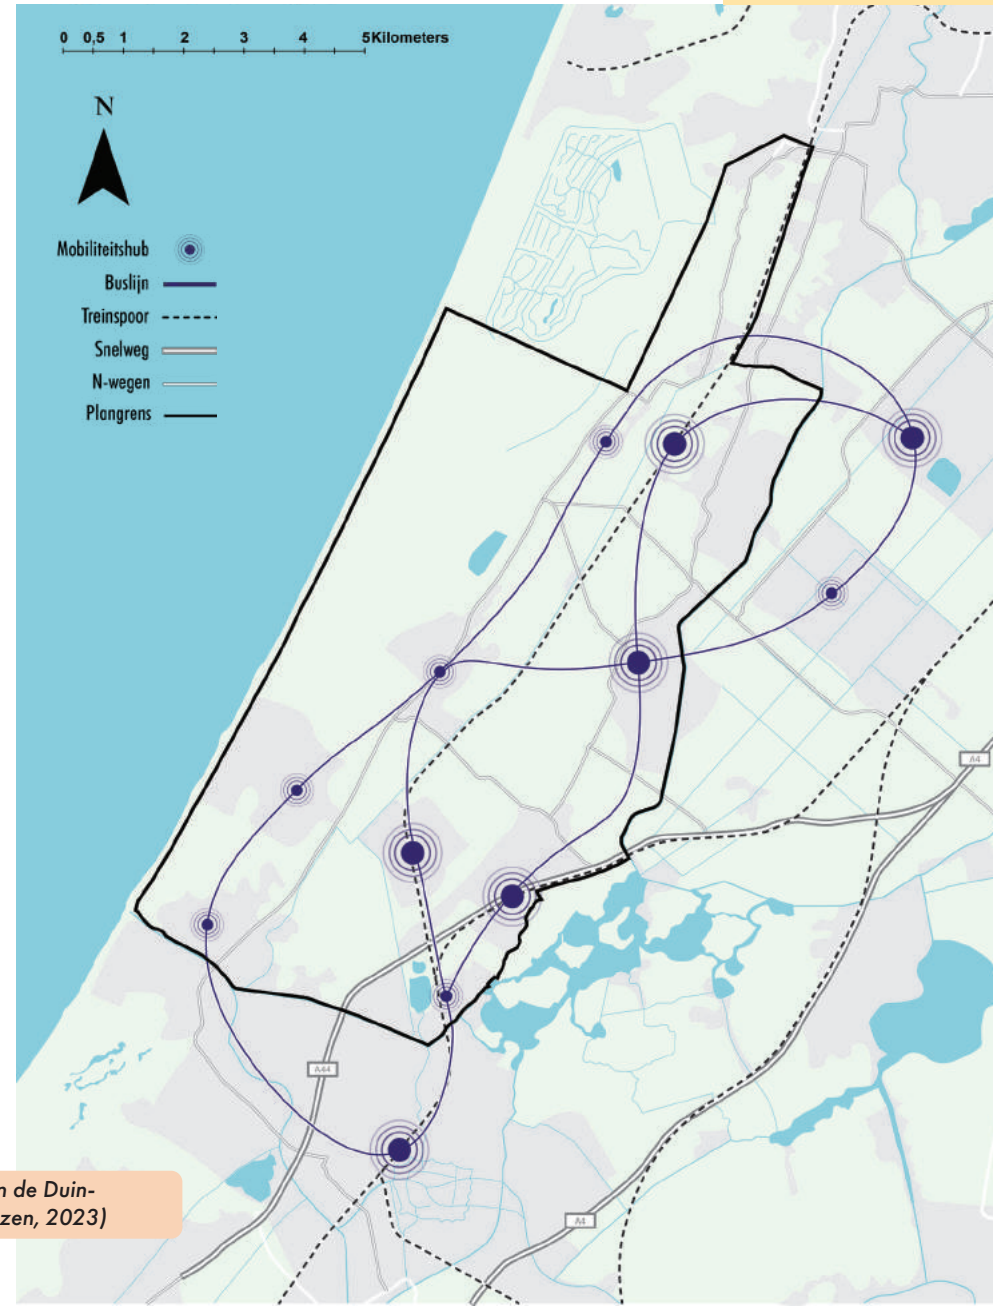 0 0,5 1 2 3 4 5Kilometers
N
Mobiliteitshub
Buslijn
Treinspoor
Snelweg
N-wegen
Plangrens
A4
A44
A4
n de Duin-
zen, 2023)